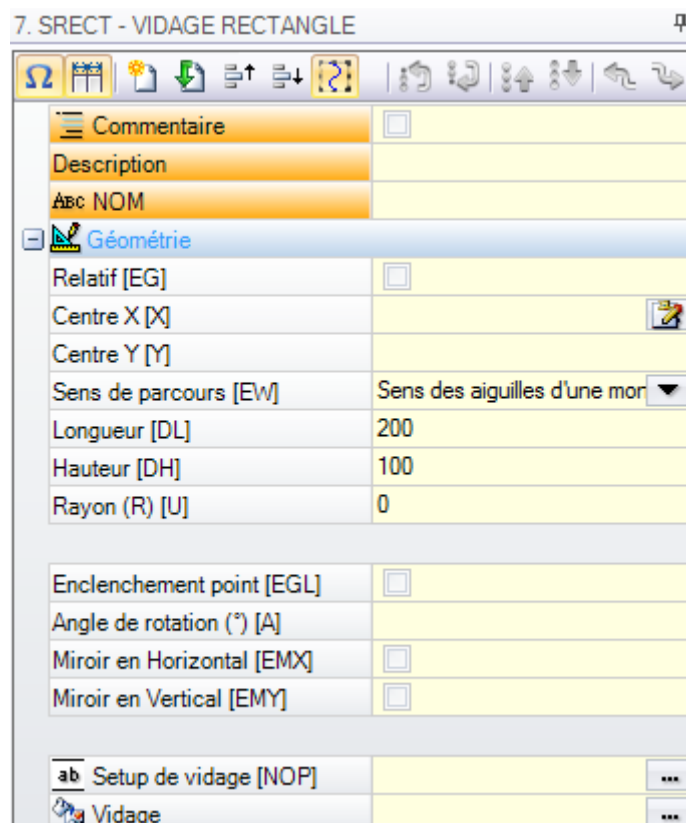 7. SRECT - VIDAGE RECTANGLE
Commentaire
Description
ABC NOM
Géométrie
Relatif [EG]
Centre X [X]
Centre Y [Y]
Sens de parcours [EW] Sens des aiguilles d'une mon
Longueur [DL] 200
Hauteur [DH] 100
Rayon (R) [U] 0
Enclenchement point [EGL]
Angle de rotation (°) [A]
Miroir en Horizontal [EMX]
Miroir en Vertical [EMY]
ab Setup de vidage [NOP] ...
Vidage ...